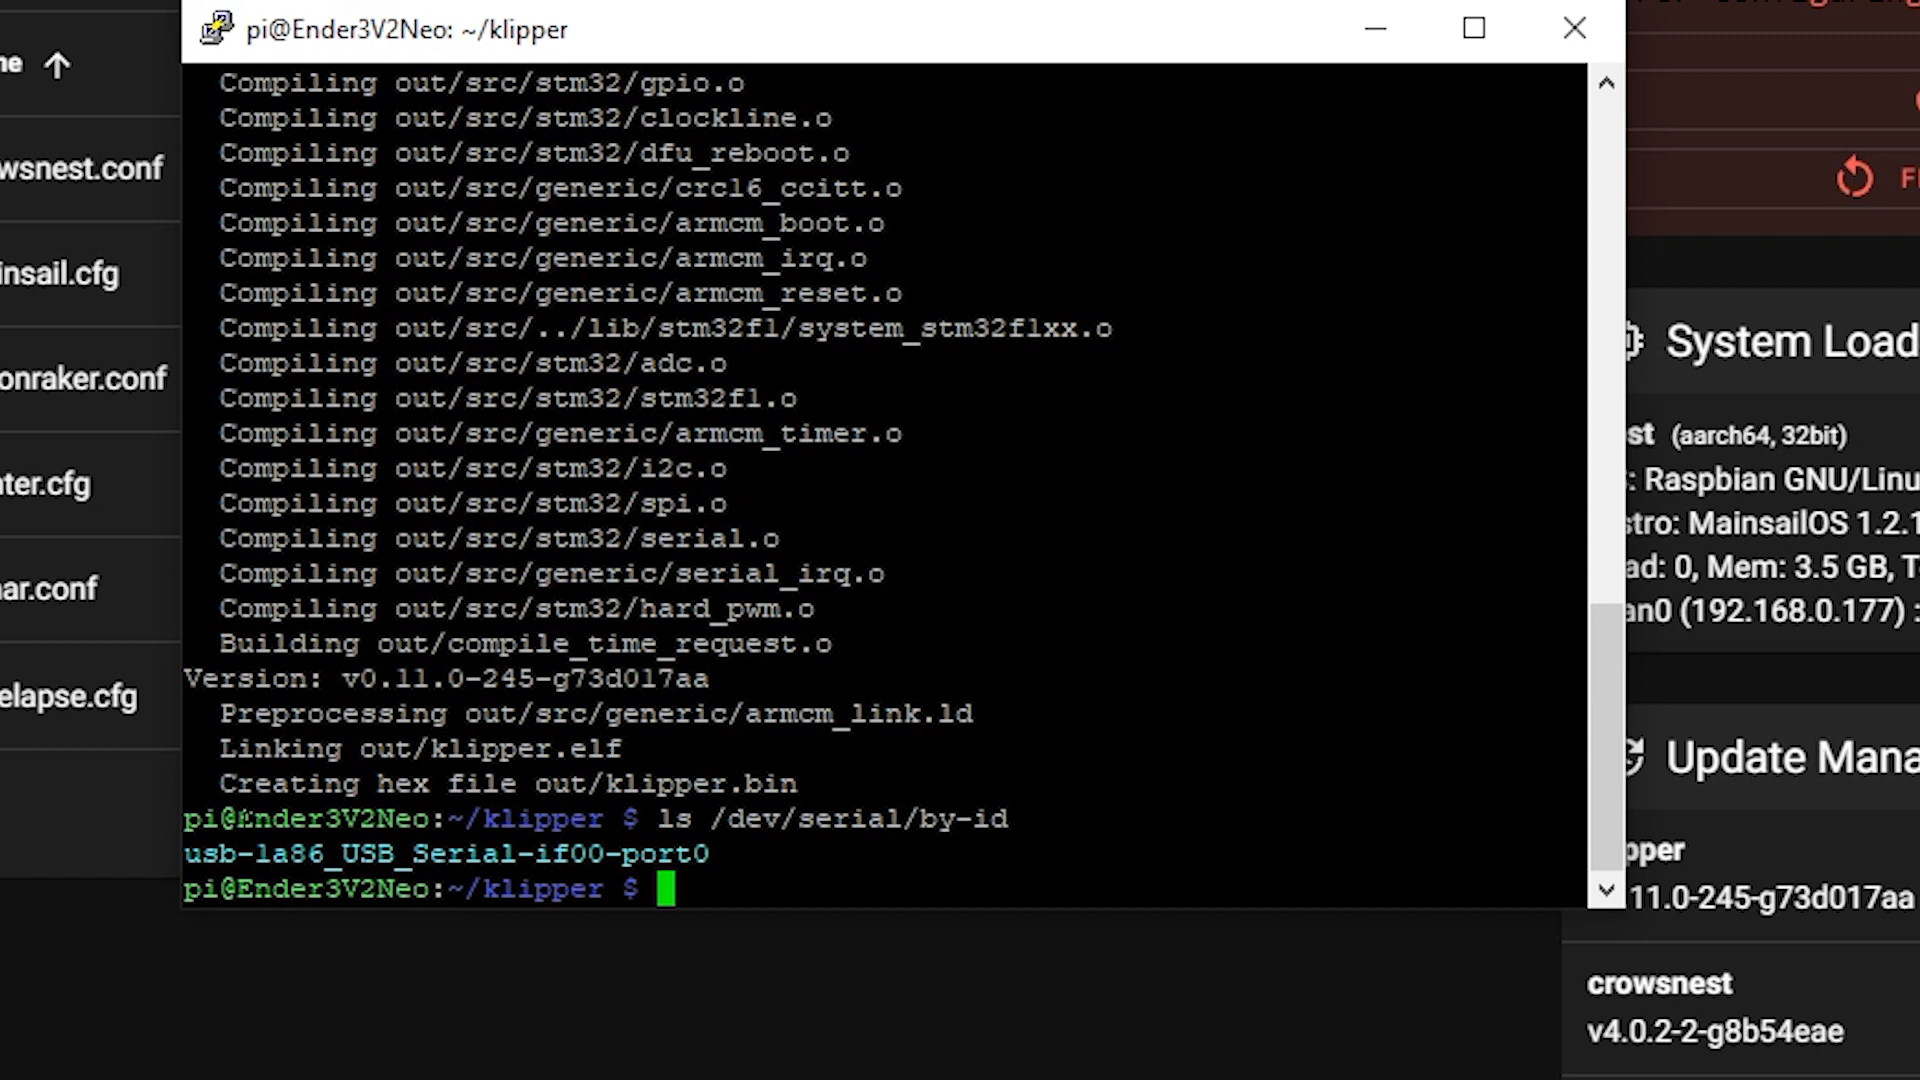 pi@Ender3V2Neo: ~/klipper
Compiling out/src/stm32/gpio.o
Compiling out/src/stm32/clockline.o
Compiling out/src/stm32/dfu_reboot.o
Compiling out/src/generic/crc16_ccitt.o
Compiling out/src/generic/armcm_boot.o
Compiling out/src/generic/armcm_irq.o
Compiling out/src/generic/armcm_reset.o
Compiling out/src/../lib/stm32f1/system_stm32f1xx.o
Compiling out/src/stm32/adc.o
Compiling out/src/stm32/stm32f1.o
Compiling out/src/generic/armcm_timer.o
Compiling out/src/stm32/i2c.o
Compiling out/src/stm32/spi.o
Compiling out/src/stm32/serial.o
Compiling out/src/generic/serial_irq.o
Compiling out/src/stm32/hard_pwm.o
Building out/compile_time_request.o
Version: v0.11.0-245-g73d017aa
Preprocessing out/src/generic/armcm_link.ld
Linking out/klipper.elf
Creating hex file out/klipper.bin
pi@Ender3V2Neo:~/klipper $ ls /dev/serial/by-id
usb-1a86_USB_Serial-if00-port0
pi@Ender3V2Neo:~/klipper $
me
wsnest.conf
insail.cfg
onraker.conf
ter.cfg
nar.conf
elapse.cfg
System Load
st (aarch64, 32bit)
: Raspbian GNU/Linu
stro: MainsailOS 1.2.1
ad: 0, Mem: 3.5 GB, T
an0 (192.168.0.177) :
Update Mana
pper
11.0-245-g73d017aa
crowsnest
v4.0.2-2-g8b54eae